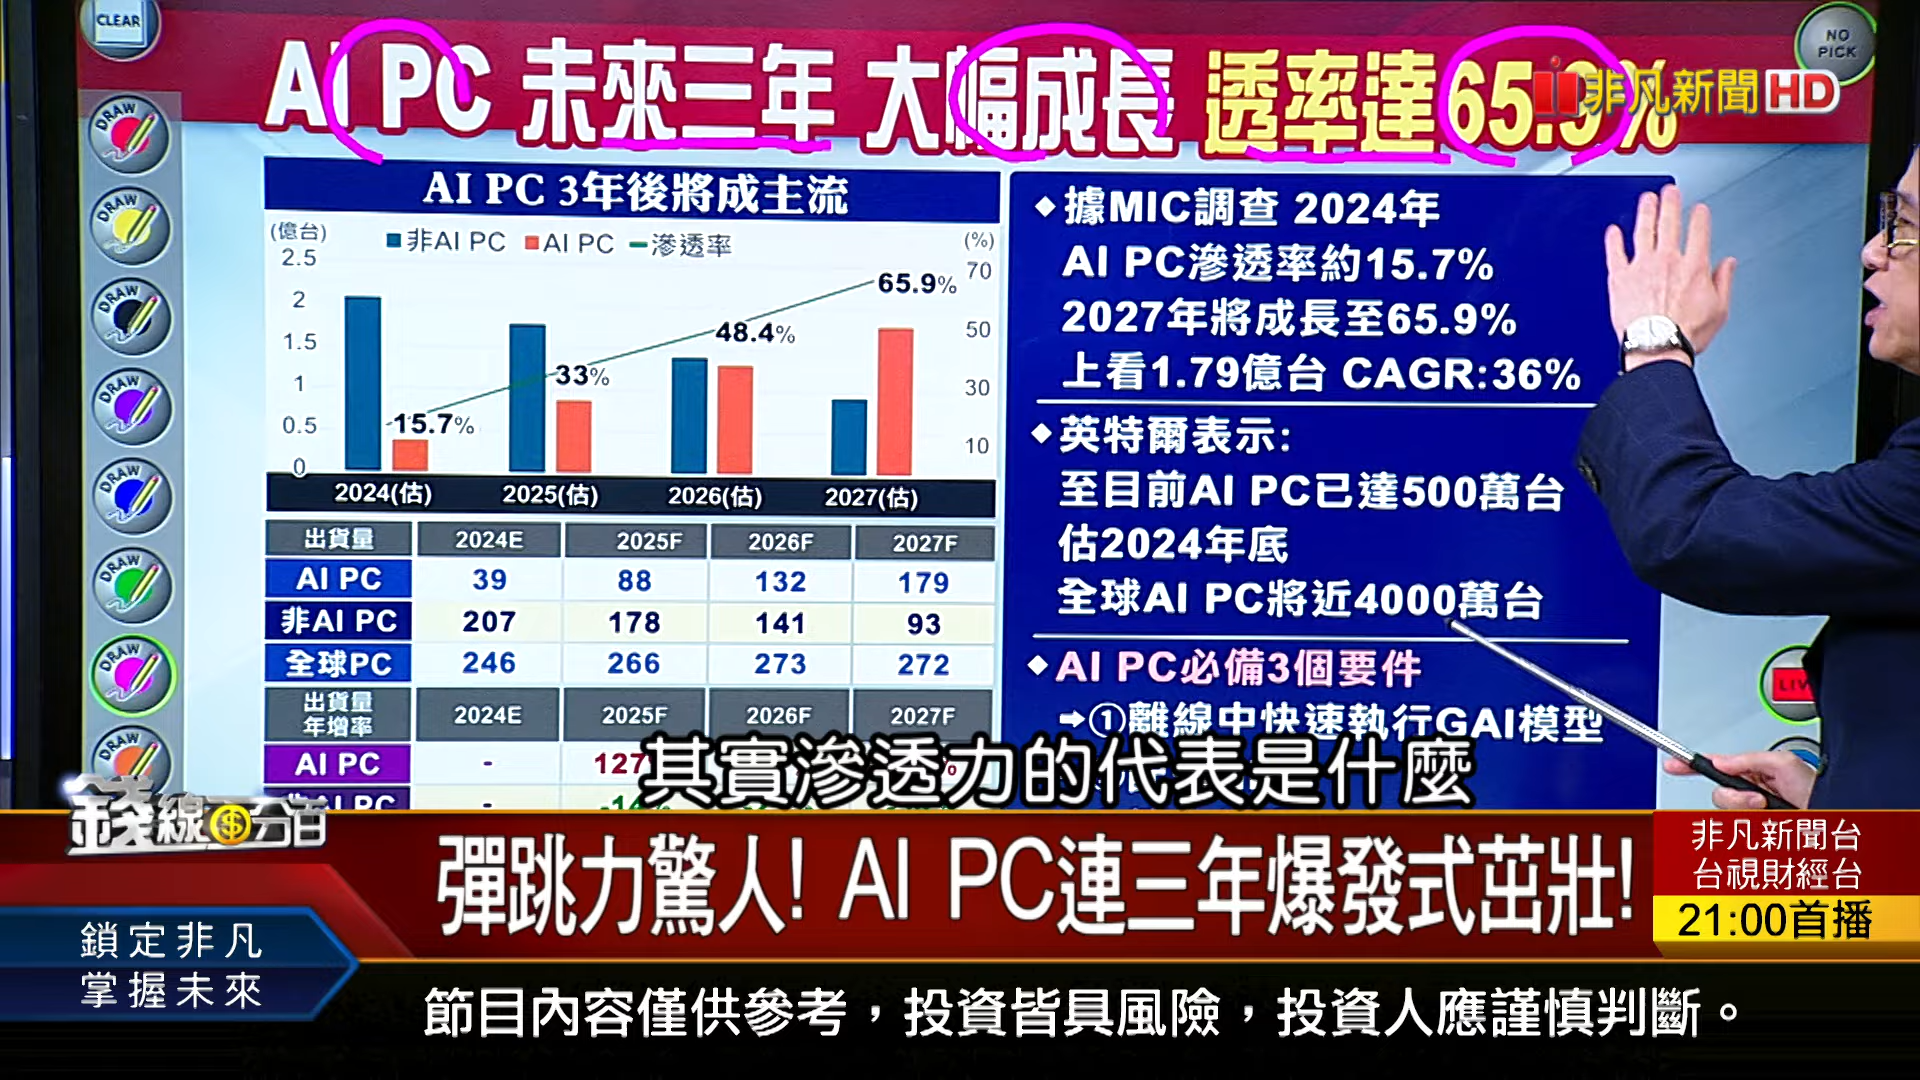 CLEAR
NO PICK
AI PC 未來三年 大幅成長 透率達65.9%
非凡新聞HD
DRAW
DRAW
DRAW
DRAW
DRAW
DRAW
DRAW
DRAW
AI PC 3年後將成主流
(億台)
非AI PC AI PC 滲透率
(%)
2.5
2
1.5
1
0.5
0
70
50
30
10
15.7%
33%
48.4%
65.9%
2024(估) 2025(估) 2026(估) 2027(估)
出貨量 2024E 2025F 2026F 2027F
AI PC 39 88 132 179
非AI PC 207 178 141 93
全球PC 246 266 273 272
出貨量年增率 2024E 2025F 2026F 2027F
AI PC - 127
非AI PC -
◆據MIC調查 2024年
AI PC滲透率約15.7%
2027年將成長至65.9%
上看1.79億台 CAGR:36%
◆英特爾表示:
至目前AI PC已達500萬台
估2024年底
全球AI PC將近4000萬台
◆AI PC必備3個要件
➡①離線中快速執行GAI模型
LIV
其實滲透力的代表是什麼
錢線百分百
彈跳力驚人! AI PC連三年爆發式茁壯!
非凡新聞台
台視財經台
21:00首播
鎖定非凡
掌握未來
節目內容僅供參考，投資皆具風險，投資人應謹慎判斷。